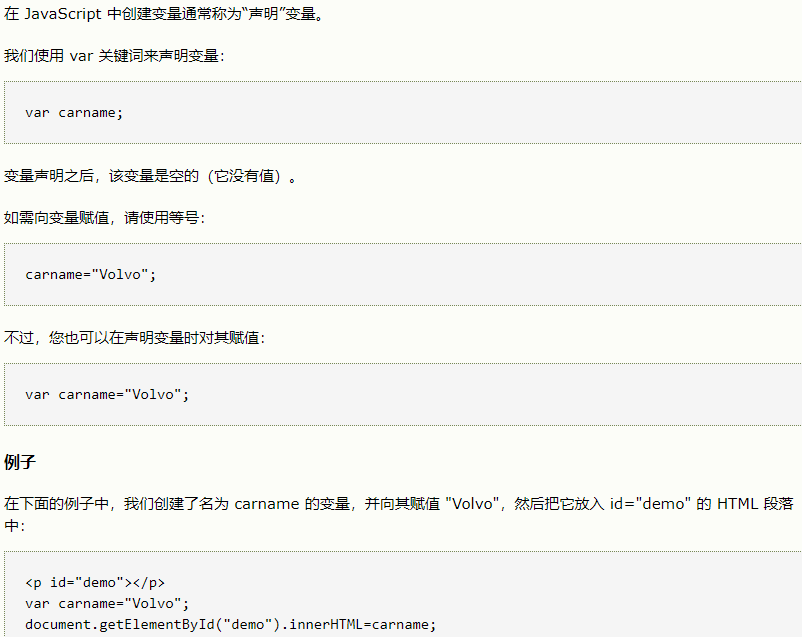 在 JavaScript 中创建变量通常称为“声明”变量。
我们使用 var 关键词来声明变量：
var carname;
变量声明之后，该变量是空的（它没有值）。
如需向变量赋值，请使用等号：
carname="Volvo";
不过，您也可以在声明变量时对其赋值：
var carname="Volvo";
例子
在下面的例子中，我们创建了名为 carname 的变量，并向其赋值 "Volvo"，然后把它放入 id="demo" 的 HTML 段落
中：
<p id="demo"></p>
var carname="Volvo";
document.getElementById("demo").innerHTML=carname;